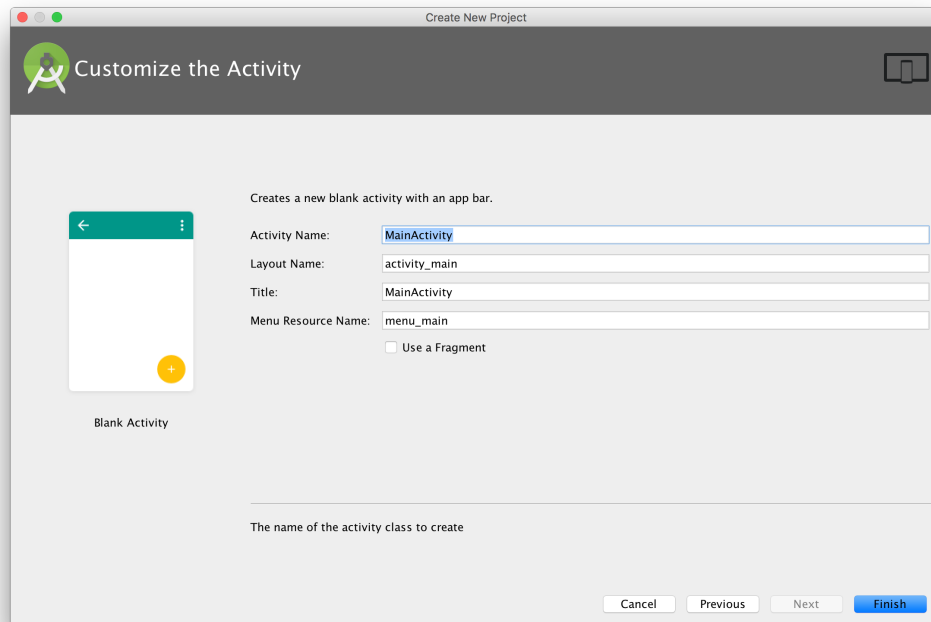 Create New Project
Customize the Activity
Creates a new blank activity with an app bar.
Activity Name: MainActivity
Layout Name: activity_main
Title: MainActivity
Menu Resource Name: menu_main
Use a Fragment
Blank Activity
The name of the activity class to create
Cancel Previous Next Finish